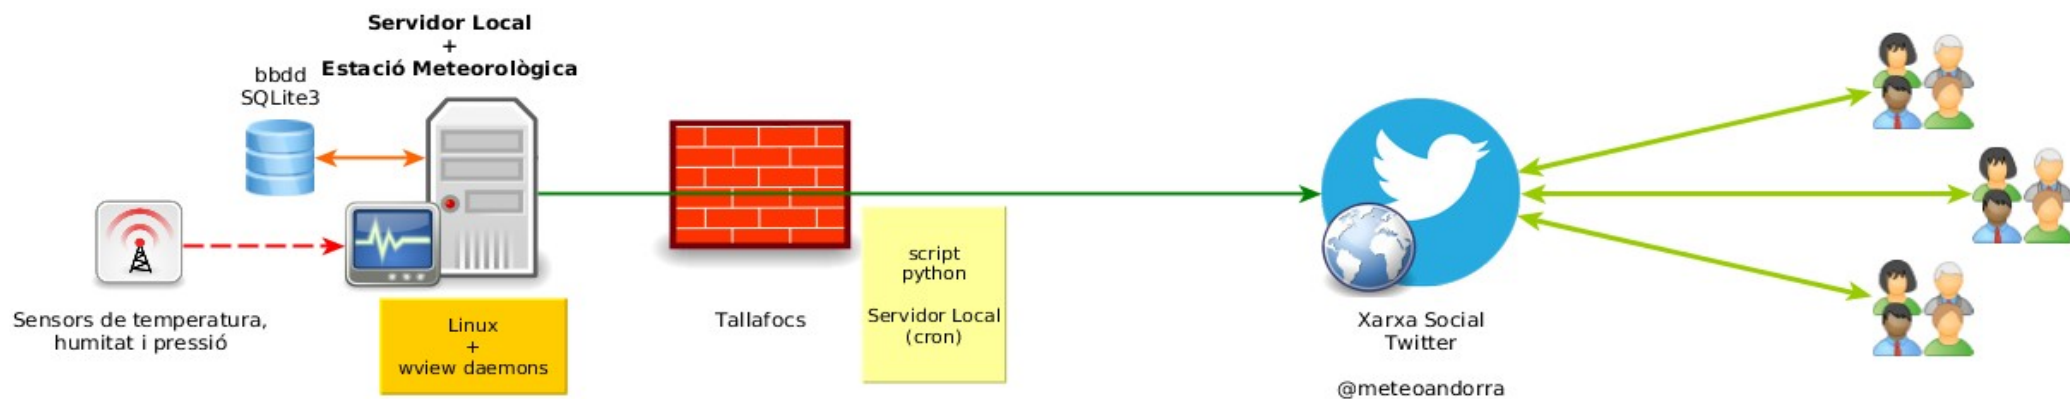 Servidor Local
+
Estació Meteorològica
bbdd
SQLite3
Sensors de temperatura,
humitat i pressió
Linux
+
wview daemons
Tallafocs
script
python
Servidor Local
(cron)
Xarxa Social
Twitter
@meteoandorra